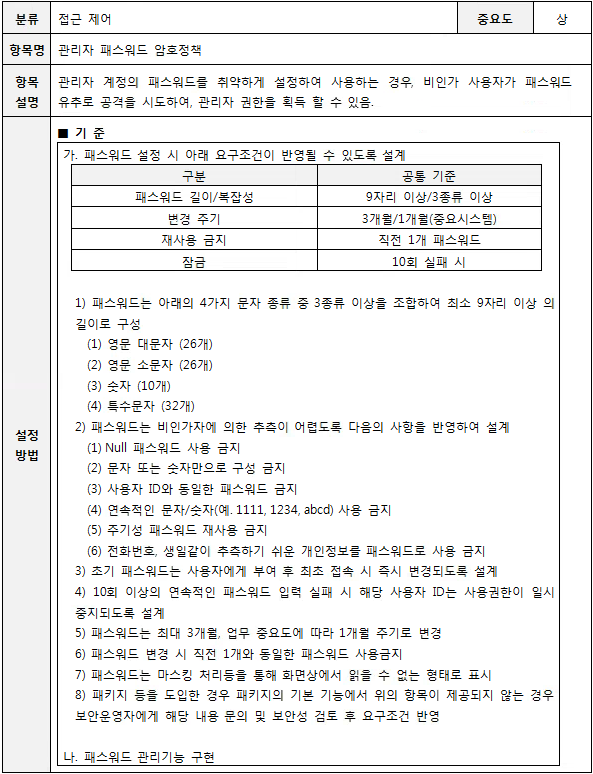 분류 접근 제어 중요도 상
항목명 관리자 패스워드 암호정책
항목 관리자 계정의 패스워드를 취약하게 설정하여 사용하는 경우, 비인가 사용자가 패스워드
설명 유추로 공격을 시도하여, 관리자 권한을 획득 할 수 있음.
설정
방법
■ 기 준
가. 패스워드 설정 시 아래 요구조건이 반영될 수 있도록 설계
구분 공통 기준
패스워드 길이/복잡성 9자리 이상/3종류 이상
변경 주기 3개월/1개월(중요시스템)
재사용 금지 직전 1개 패스워드
잠금 10회 실패 시
1) 패스워드는 아래의 4가지 문자 종류 중 3종류 이상을 조합하여 최소 9자리 이상 의
길이로 구성
(1) 영문 대문자 (26개)
(2) 영문 소문자 (26개)
(3) 숫자 (10개)
(4) 특수문자 (32개)
2) 패스워드는 비인가자에 의한 추측이 어렵도록 다음의 사항을 반영하여 설계
(1) Null 패스워드 사용 금지
(2) 문자 또는 숫자만으로 구성 금지
(3) 사용자 ID와 동일한 패스워드 금지
(4) 연속적인 문자/숫자(예. 1111, 1234, abcd) 사용 금지
(5) 주기성 패스워드 재사용 금지
(6) 전화번호, 생일같이 추측하기 쉬운 개인정보를 패스워드로 사용 금지
3) 초기 패스워드는 사용자에게 부여 후 최초 접속 시 즉시 변경되도록 설계
4) 10회 이상의 연속적인 패스워드 입력 실패 시 해당 사용자 ID는 사용권한이 일시
중지되도록 설계
5) 패스워드는 최대 3개월, 업무 중요도에 따라 1개월 주기로 변경
6) 패스워드 변경 시 직전 1개와 동일한 패스워드 사용금지
7) 패스워드는 마스킹 처리등을 통해 화면상에서 읽을 수 없는 형태로 표시
8) 패키지 등을 도입한 경우 패키지의 기본 기능에서 위의 항목이 제공되지 않는 경우
보안운영자에게 해당 내용 문의 및 보안성 검토 후 요구조건 반영
나. 패스워드 관리기능 구현